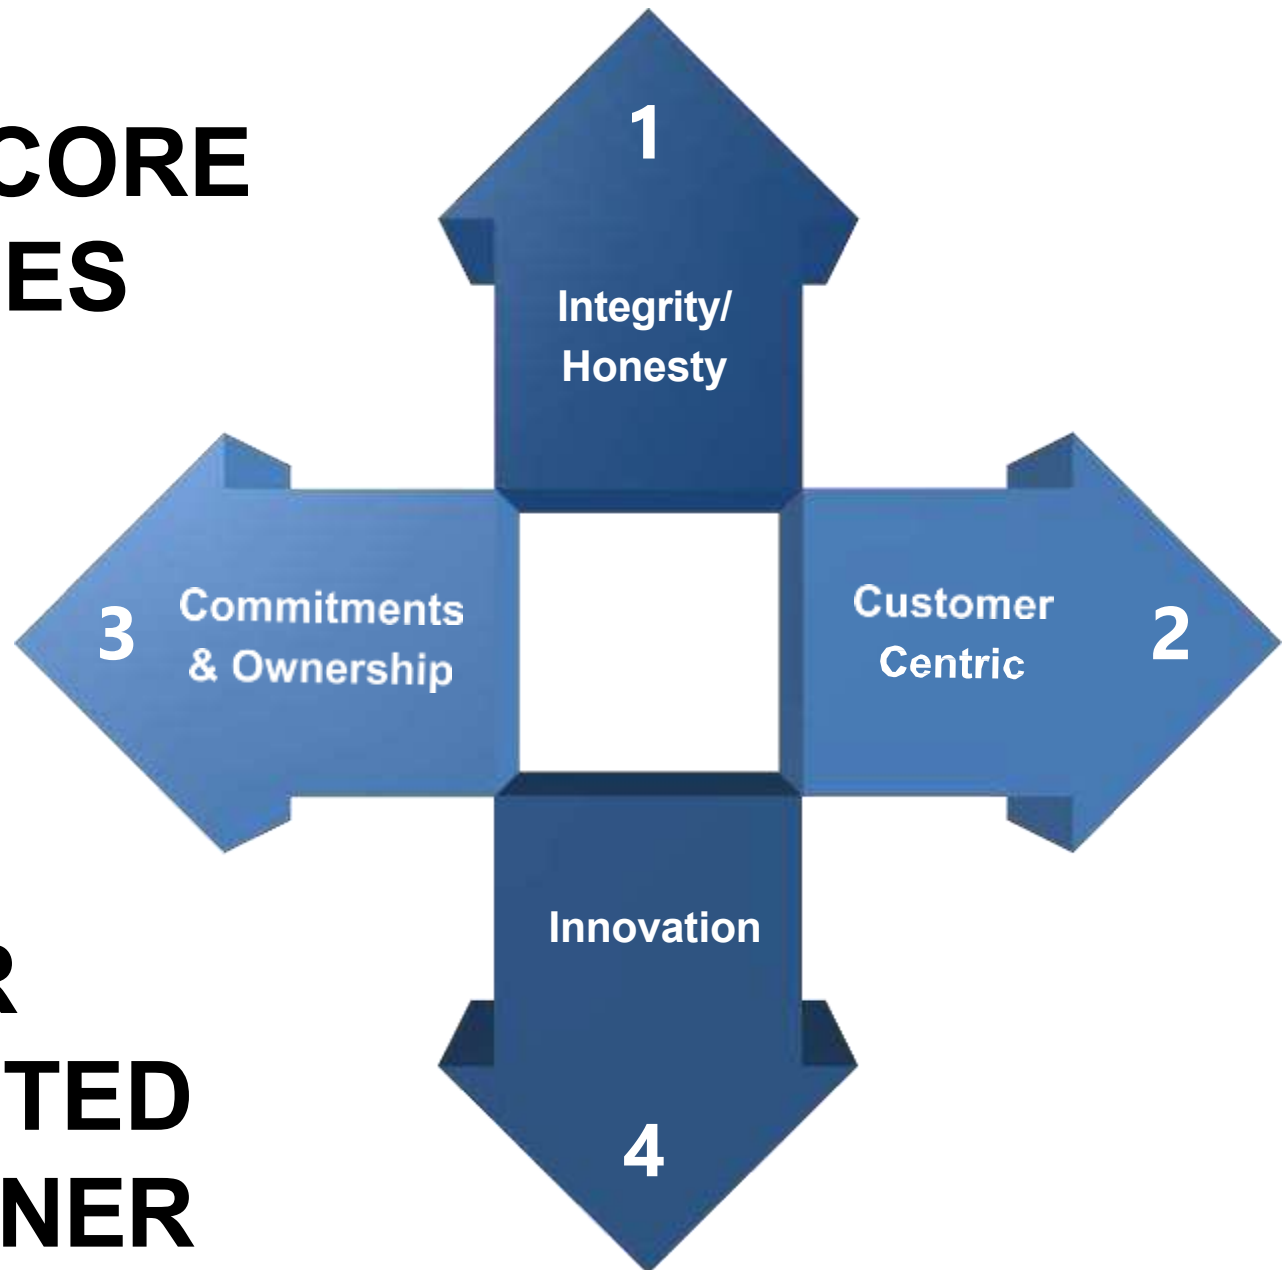 CORE
ES
1
Integrity/
Honesty
3
Commitments
& Ownership
Customer
Centric
2
Innovation
R
TED
NER
4